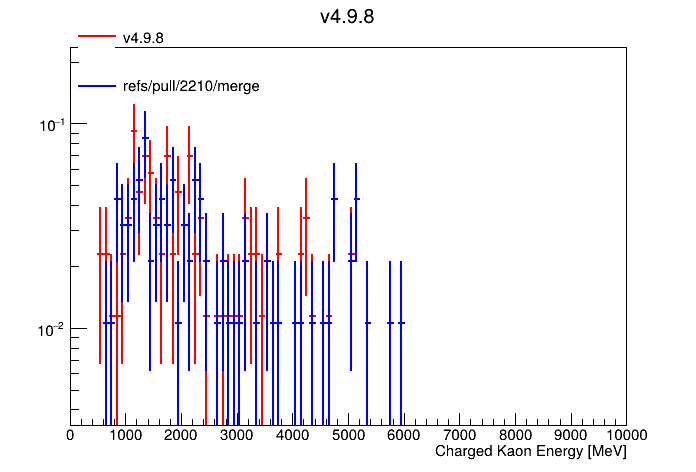 v4.9.8
v4.9.8
refs/pull/2210/merge
10⁻¹
10⁻²
0 1000 2000 3000 4000 5000 6000 7000 8000 9000 10000
Charged Kaon Energy [MeV]